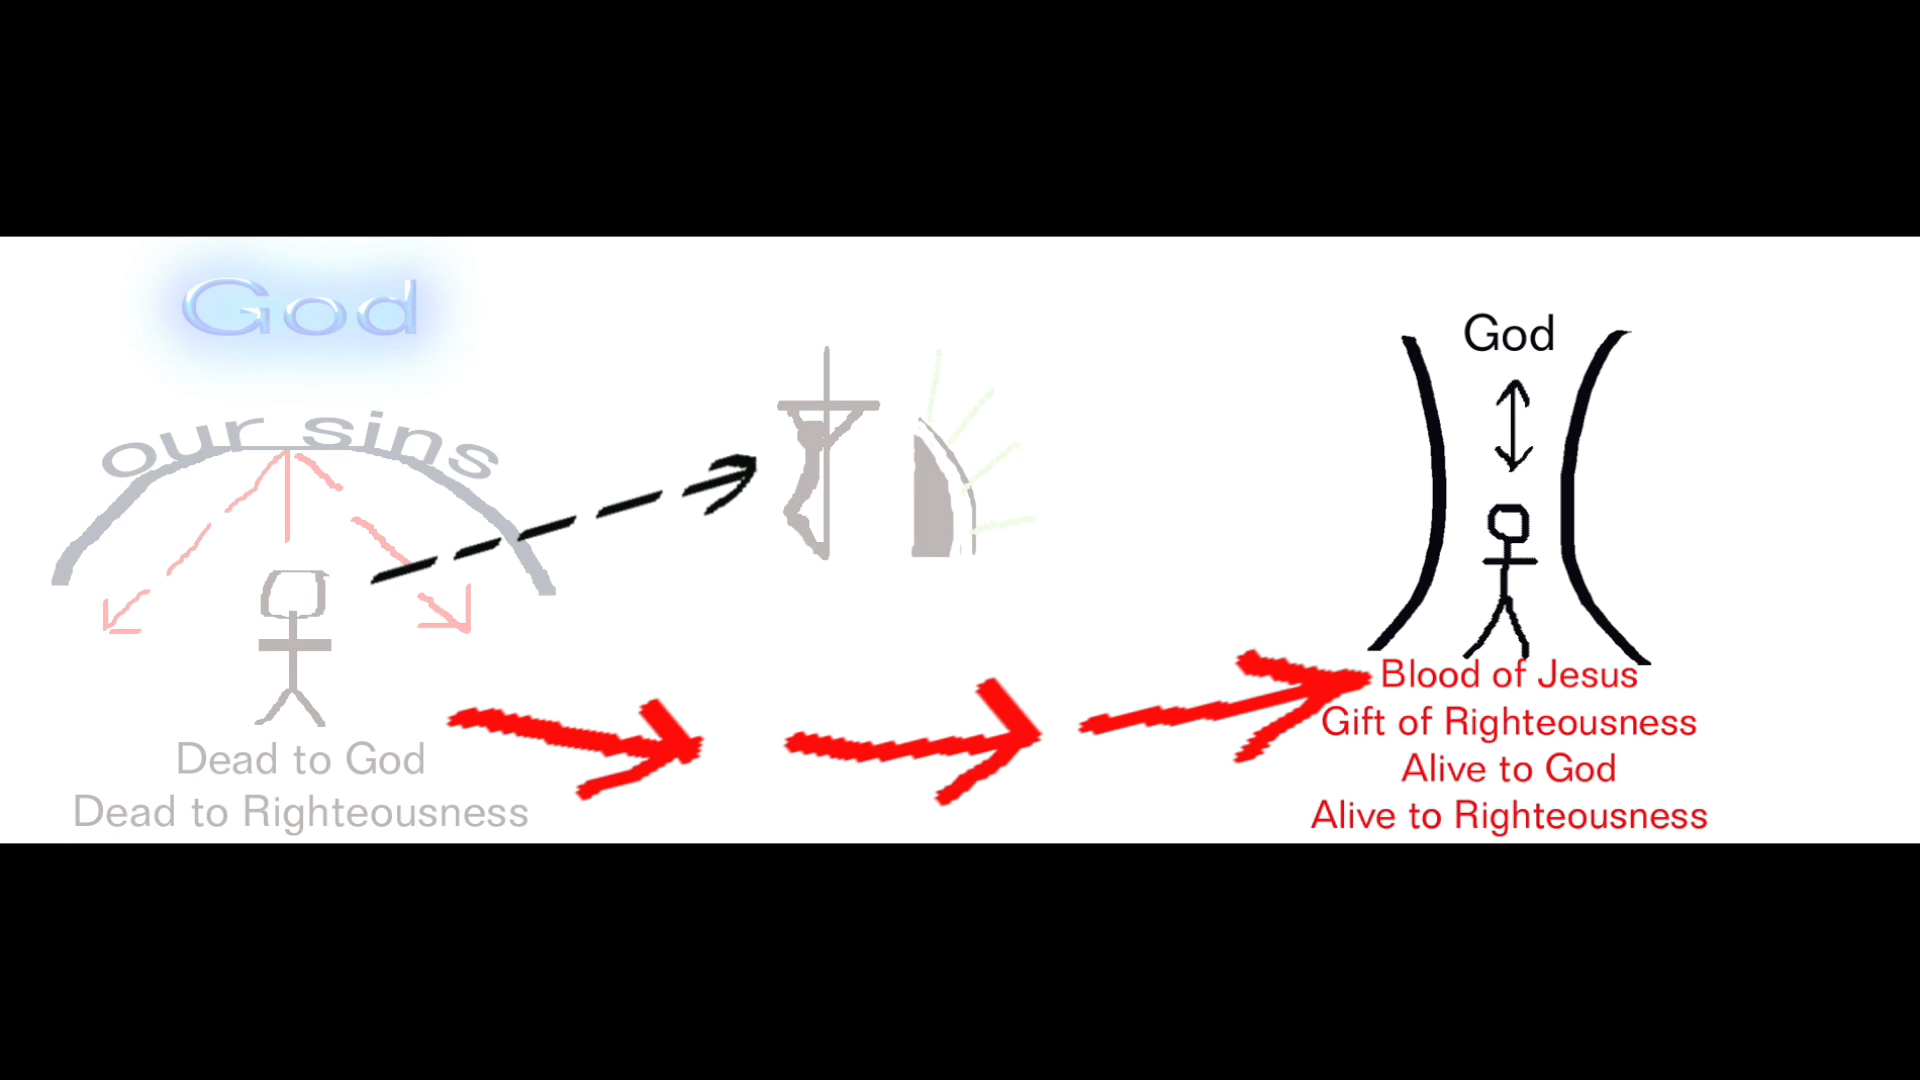 God
our sins
Dead to God
Dead to Righteousness
God
Blood of Jesus
Gift of Righteousness
Alive to God
Alive to Righteousness